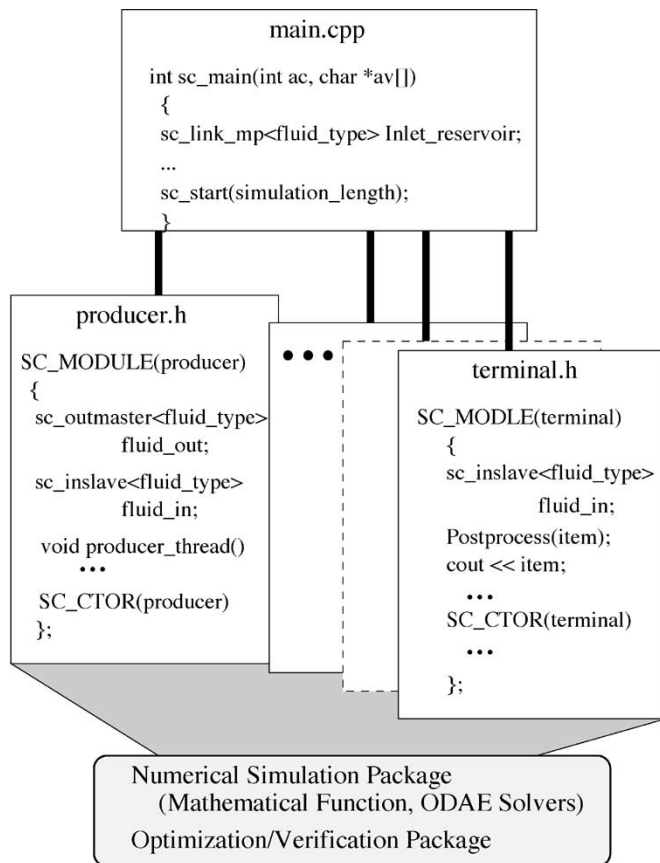 main.cpp
int sc_main(int ac, char *av[])
{
sc_link_mp<fluid_type> Inlet_reservoir;
...
sc_start(simulation_length);
}
producer.h
SC_MODULE(producer)
{
sc_outmaster<fluid_type>
fluid_out;
sc_inslave<fluid_type>
fluid_in;
void producer_thread()
•••
SC_CTOR(producer)
};
•••
terminal.h
SC_MODLE(terminal)
{
sc_inslave<fluid_type>
fluid_in;
Postprocess(item);
cout << item;
•••
SC_CTOR(terminal)
•••
};
Numerical Simulation Package
(Mathematical Function, ODAE Solvers)
Optimization/Verification Package